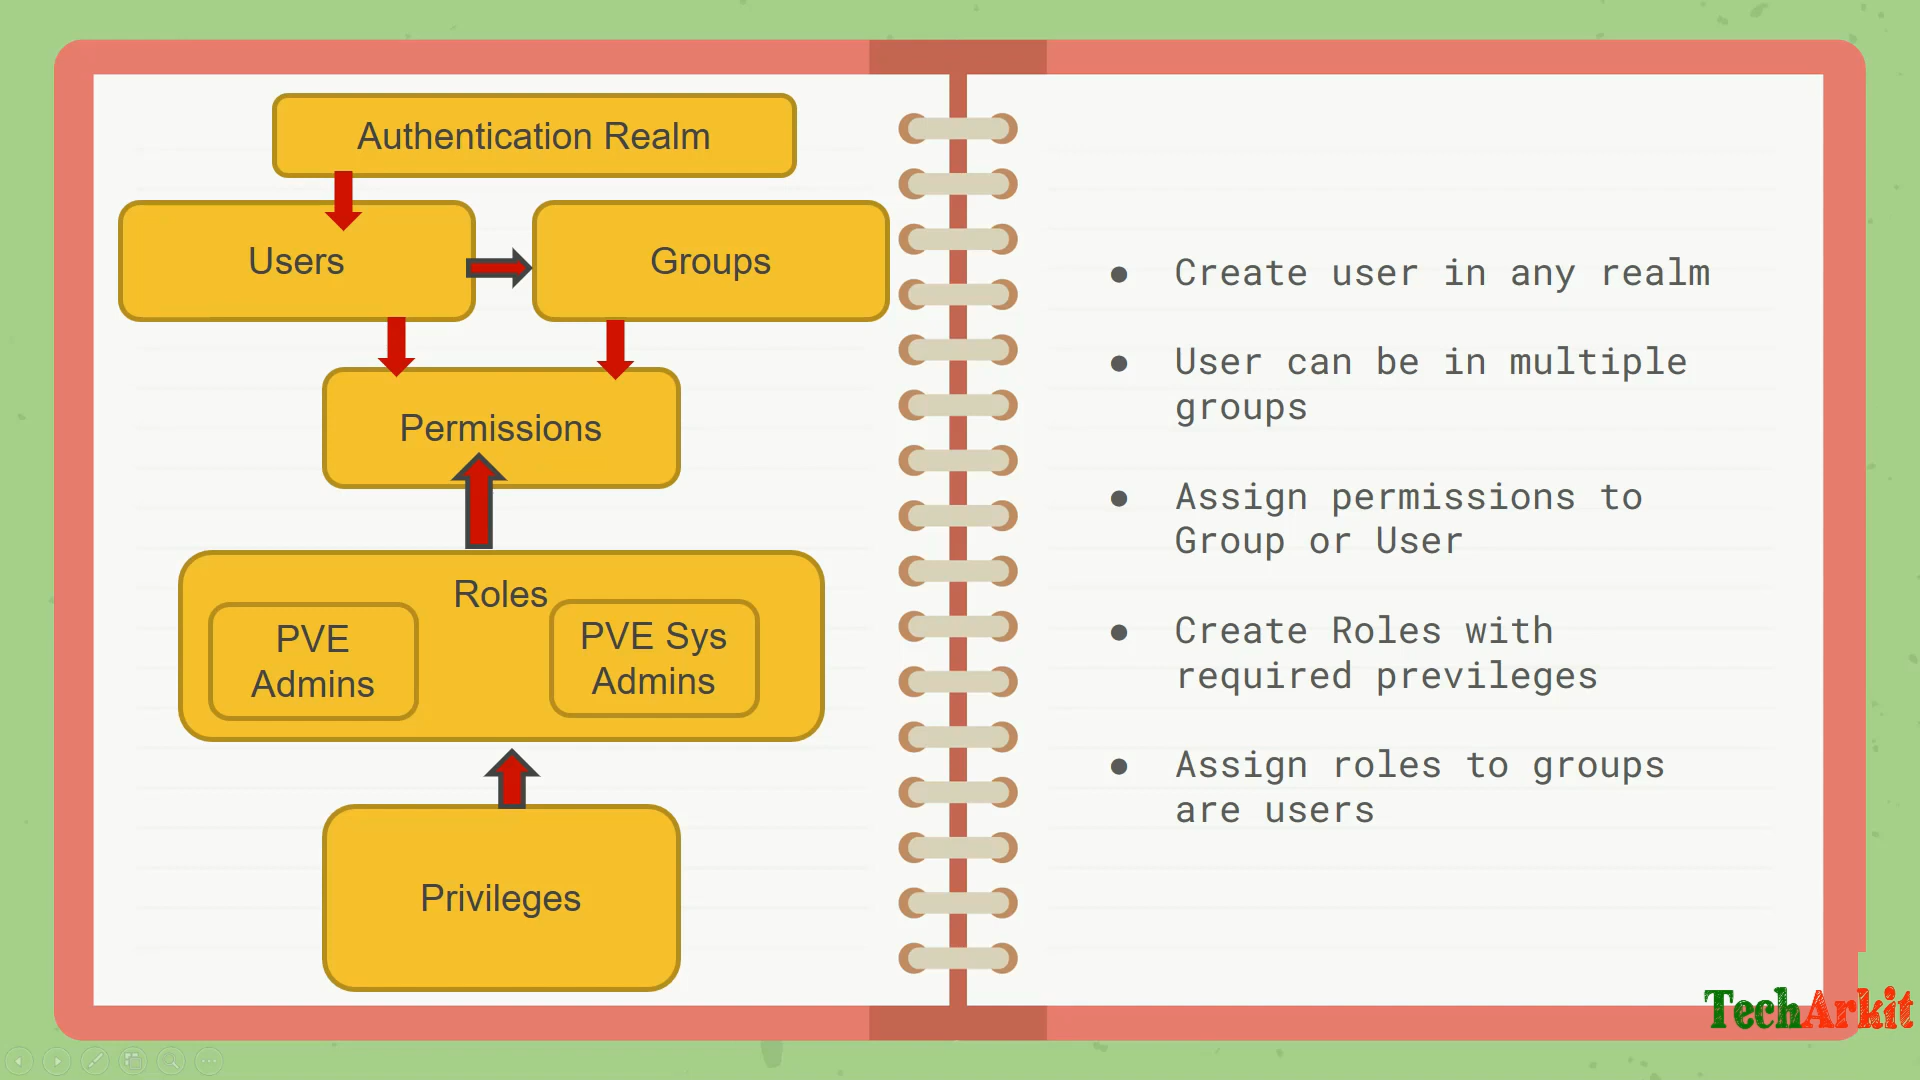 Authentication Realm
Users
Groups
Permissions
Roles
PVE
Admins
PVE Sys
Admins
Privileges
● Create user in any realm
● User can be in multiple
groups
● Assign permissions to
Group or User
● Create Roles with
required previleges
● Assign roles to groups
are users
TechArkit